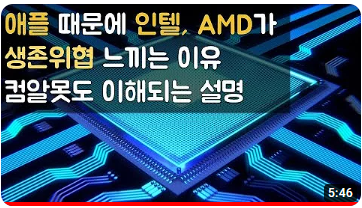 애플 때문에 인텔, AMD가
생존위협 느끼는 이유
컴알못도 이해되는 설명
5:46